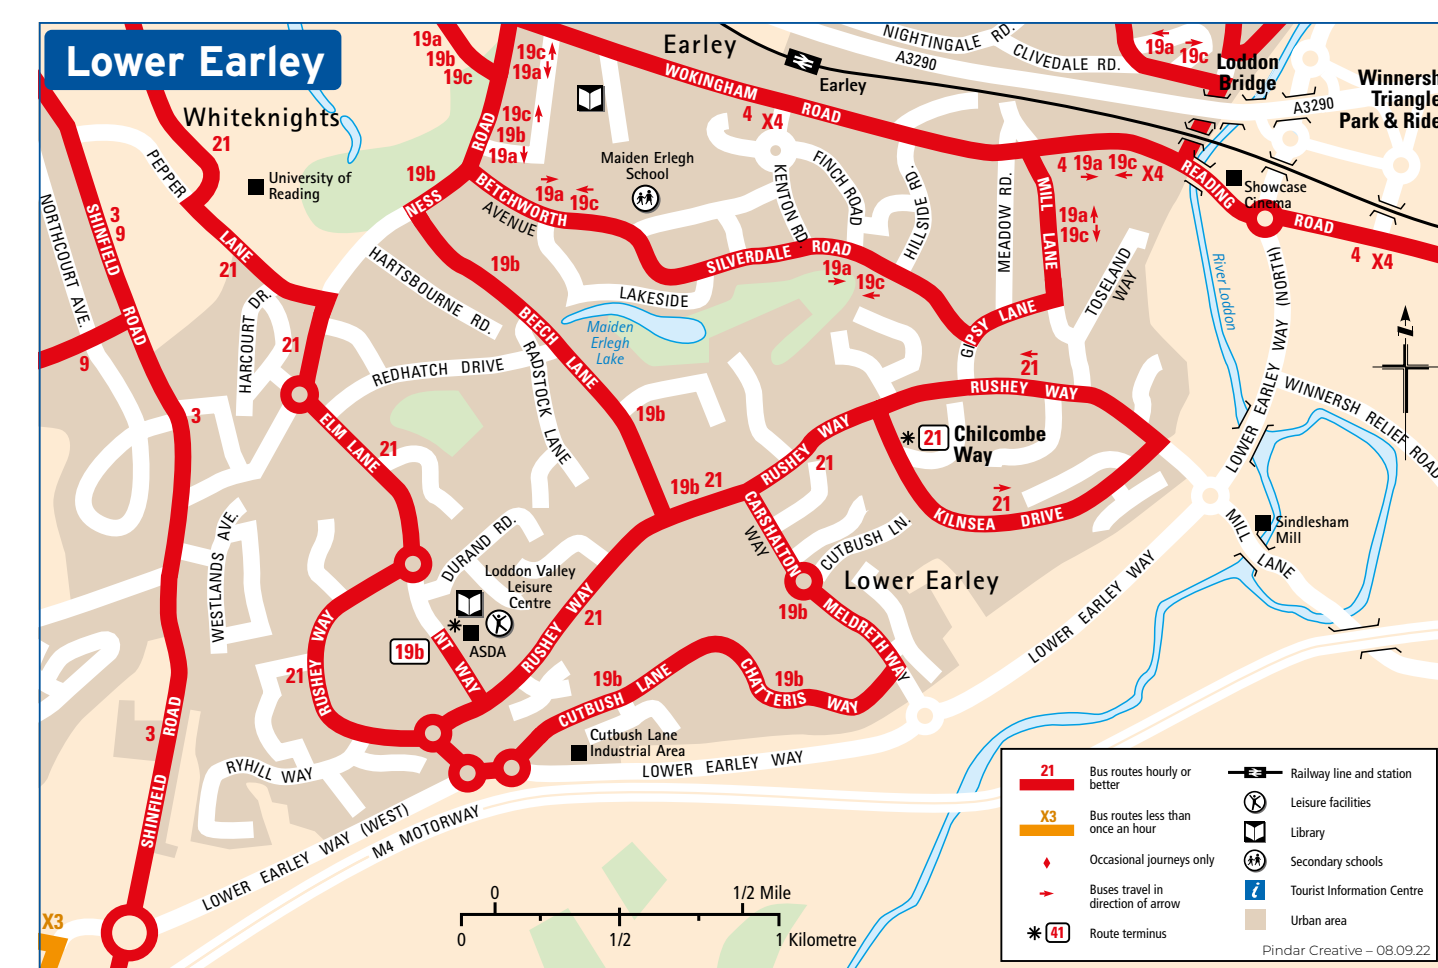 Lower Earley
Whiteknights
21
University of
Reading
PEPPER
LANE
21
NORTHCOURT AVE.
SHINFIELD
ROAD
3
9
9
3
HARCOURT DR.
21
HARTSBOURNE RD.
REDHATCH DRIVE
ELM LANE
21
RADSTOCK LANE
19a
19b
19c
19c
19a
19c
19b
19a
ROAD
19b
NESS
BETCHWORTH
AVENUE
19a
19c
19b
BEECH LANE
Earley
WOKINGHAM ROAD
4 X4
Maiden Erlegh
School
KENTON RD.
FINCH ROAD
SILVERDALE ROAD
19a
19c
LAKESIDE
Maiden
Erlegh
Lake
Earley
NIGHTINGALE RD.
A3290
CLIVEDALE RD.
19a
19c
Loddon
Bridge
A3290
Winnersh
Triangle
Park & Ride
HILLSIDE RD.
MEADOW RD.
MILL LANE
4 19a 19c X4
19a
19c
READING ROAD
Showcase
Cinema
4 X4
TOSELAND
WAY
River Loddon
GIPSY LANE
LOWER EARLEY WAY (NORTH)
WINNERSH RELIEF ROAD
21
RUSHEY WAY
21 Chilcombe
Way
21
KILNSEA DRIVE
19b
19b 21
RUSHEY WAY
21
CARSHALTON
WAY
CUTBUSH LN.
Lower Earley
19b
MELDRETH WAY
MILL LANE
Sindlesham
Mill
LOWER EARLEY WAY
WESTLANDS AVE.
DURAND RD.
Loddon Valley
Leisure
Centre
ASDA
19b
NT WAY
RUSHEY WAY
21
RUSHEY WAY
21
19b
CUTBUSH LANE
19b
CHATTERIS WAY
Cutbush Lane
Industrial Area
LOWER EARLEY WAY
3
SHINFIELD ROAD
RYHILL WAY
LOWER EARLEY WAY (WEST)
M4 MOTORWAY
X3
0 1/2 Mile
0 1/2 1 Kilometre
21
Bus routes hourly or
better
X3
Bus routes less than
once an hour
Occasional journeys only
Buses travel in
direction of arrow
41 Route terminus
Railway line and station
Leisure facilities
Library
Secondary schools
i Tourist Information Centre
Urban area
Pindar Creative – 08.09.22